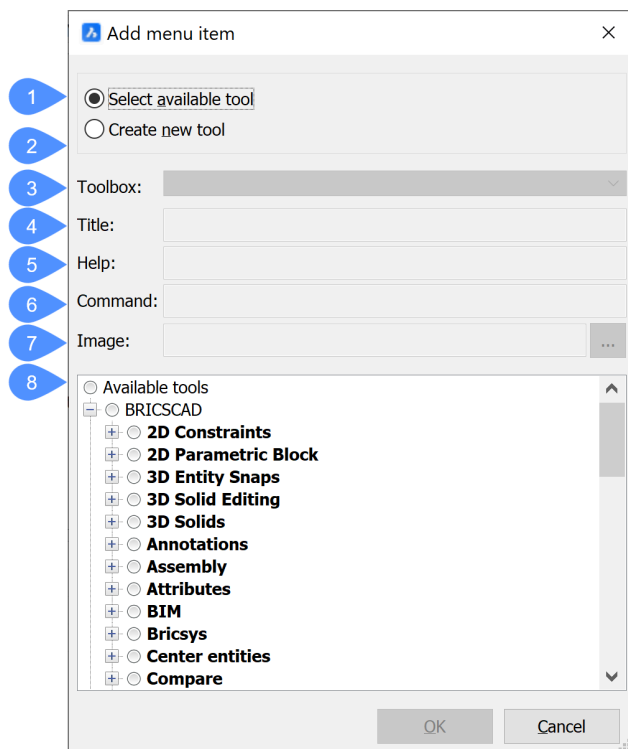 Add menu item
1
Select available tool
2
Create new tool
3
Toolbox:
4
Title:
5
Help:
6
Command:
7
Image:
...
8
Available tools
BRICSCAD
2D Constraints
2D Parametric Block
3D Entity Snaps
3D Solid Editing
3D Solids
Annotations
Assembly
Attributes
BIM
Bricsys
Center entities
Compare
OK
Cancel